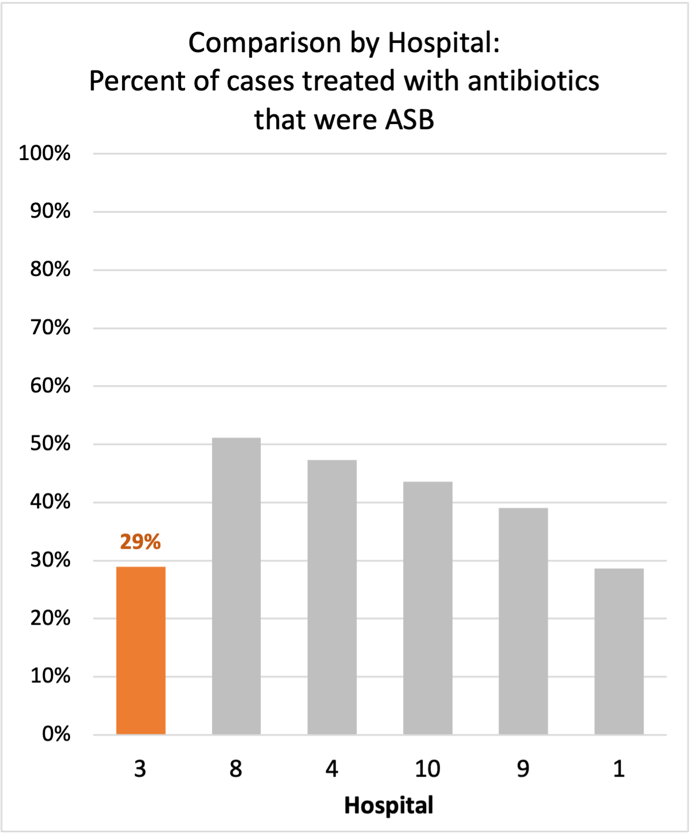 Comparison by Hospital:
Percent of cases treated with antibiotics
that were ASB
100%
90%
80%
70%
60%
50%
40%
30%
20%
10%
0%
29%
3 8 4 10 9 1
Hospital